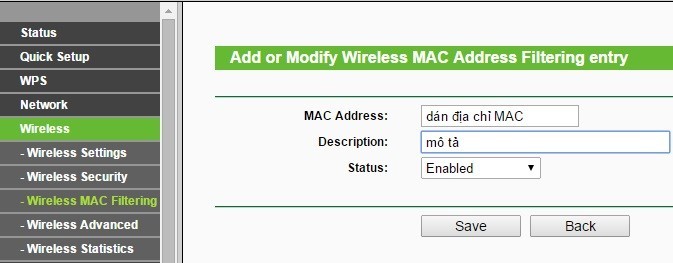 Status
Quick Setup
WPS
Network
Wireless
- Wireless Settings
- Wireless Security
- Wireless MAC Filtering
- Wireless Advanced
- Wireless Statistics
Add or Modify Wireless MAC Address Filtering entry
MAC Address: dán địa chỉ MAC
Description: mô tả
Status: Enabled
Save Back